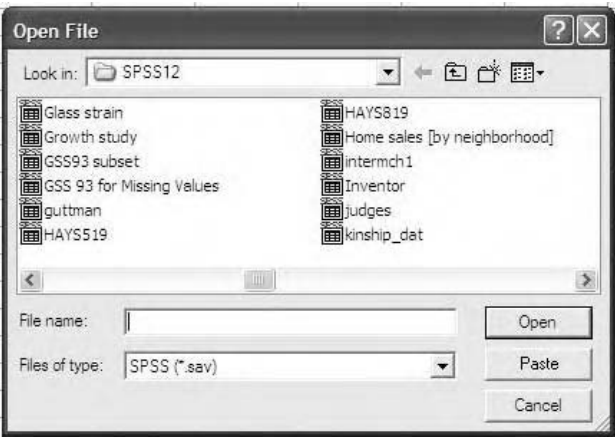 Open File
Look in: SPSS12
Glass strain
Growth study
GSS93 subset
GSS 93 for Missing Values
guttman
HAYS519
HAYS819
Home sales [by neighborhood]
intermch1
Inventor
judges
kinship_dat
File name:
Open
Files of type: SPSS (*.sav)
Paste
Cancel